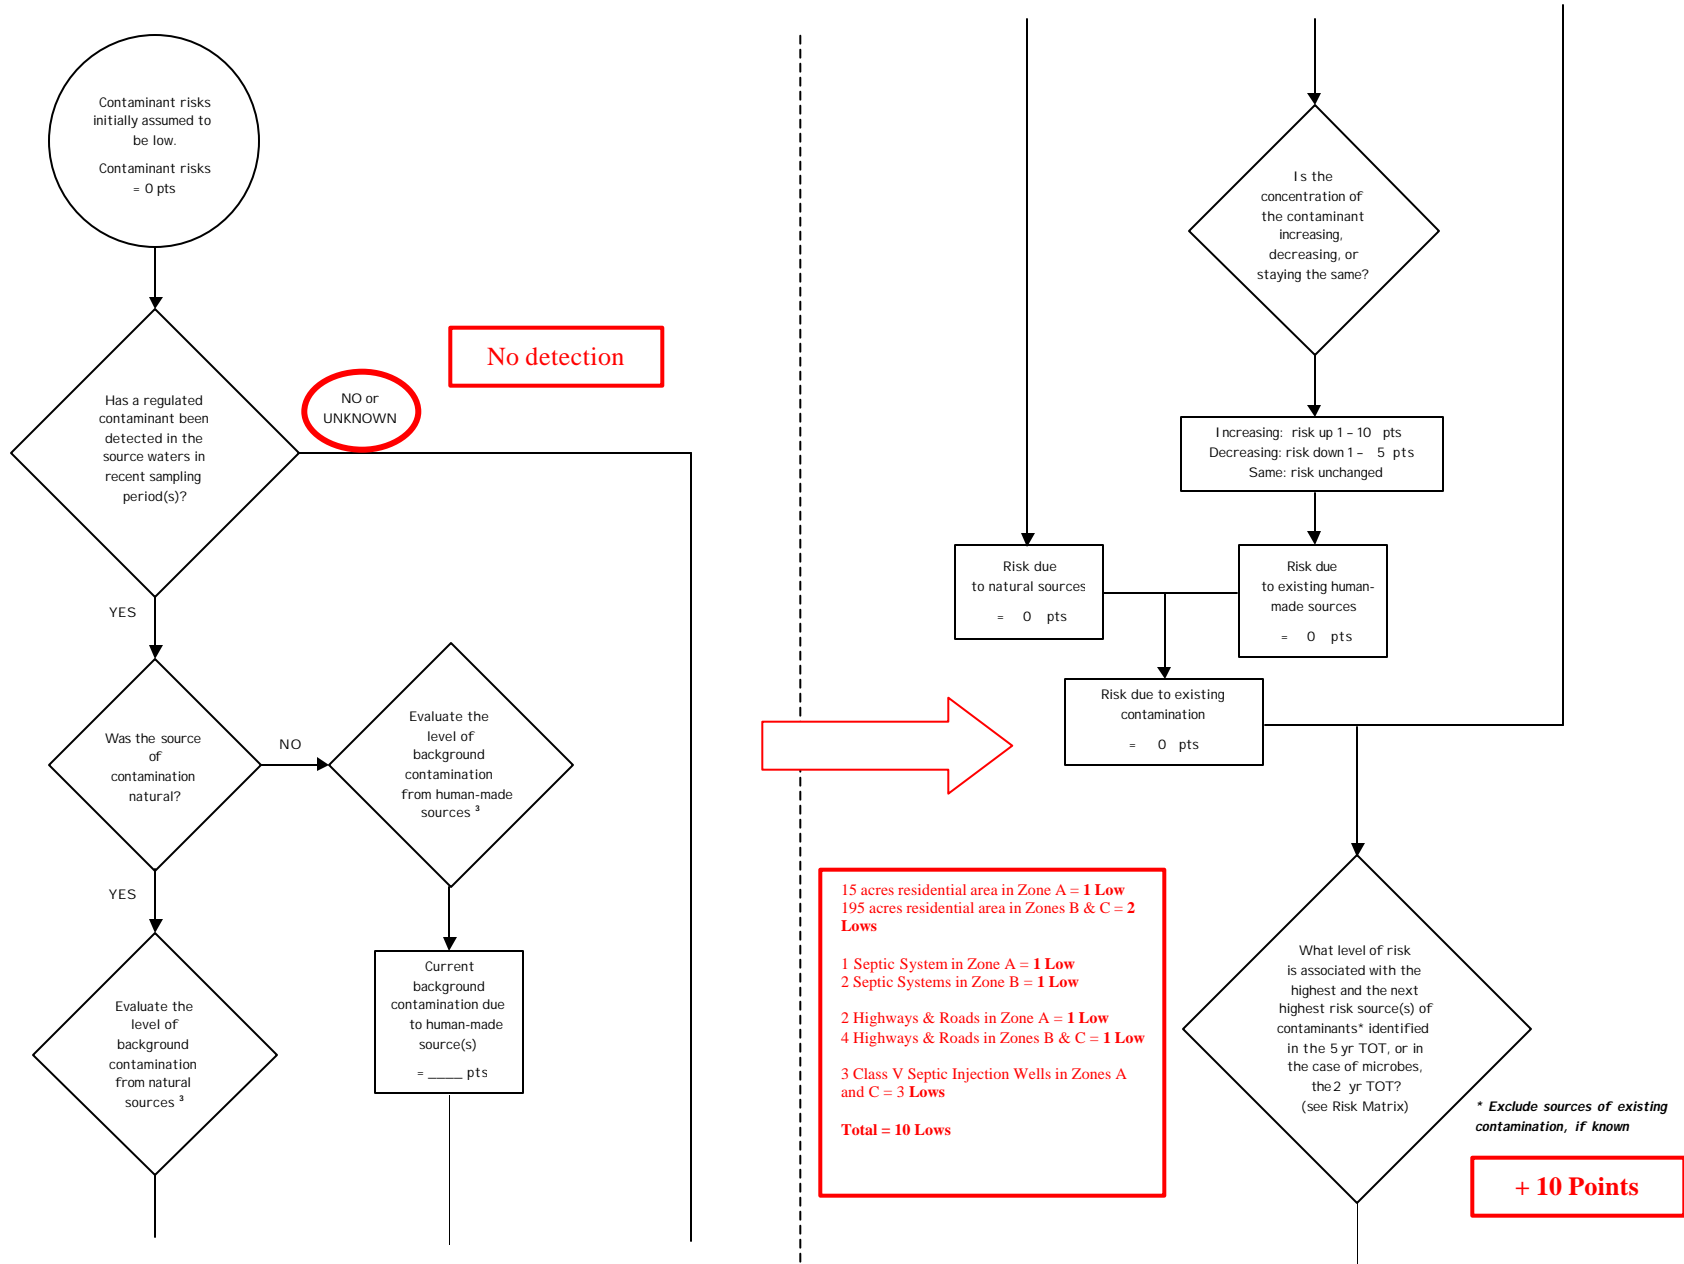 Contaminant risks
initially assumed to
be low.
Contaminant risks
= 0 pts
Has a regulated
contaminant been
detected in the
source waters in
recent sampling
period(s)?
NO or
UNKNOWN
No detection
YES
Was the source
of
contamination
natural?
NO
Evaluate the
level of
background
contamination
from human-made
sources ³
YES
Evaluate the
level of
background
contamination
from natural
sources ³
Current
background
contamination due
to human-made
source(s)
= ____ pts
Is the
concentration of
the contaminant
increasing,
decreasing, or
staying the same?
Increasing: risk up 1 – 10 pts
Decreasing: risk down 1 – 5 pts
Same: risk unchanged
Risk due
to natural sources
= 0 pts
Risk due
to existing human-
made sources
= 0 pts
Risk due to existing
contamination
= 0 pts
15 acres residential area in Zone A = 1 Low
195 acres residential area in Zones B & C = 2
Lows
1 Septic System in Zone A = 1 Low
2 Septic Systems in Zone B = 1 Low
2 Highways & Roads in Zone A = 1 Low
4 Highways & Roads in Zones B & C = 1 Low
3 Class V Septic Injection Wells in Zones A
and C = 3 Lows
Total = 10 Lows
What level of risk
is associated with the
highest and the next
highest risk source(s) of
contaminants* identified
in the 5 yr TOT, or in
the case of microbes,
the 2 yr TOT?
(see Risk Matrix)
* Exclude sources of existing
contamination, if known
+ 10 Points